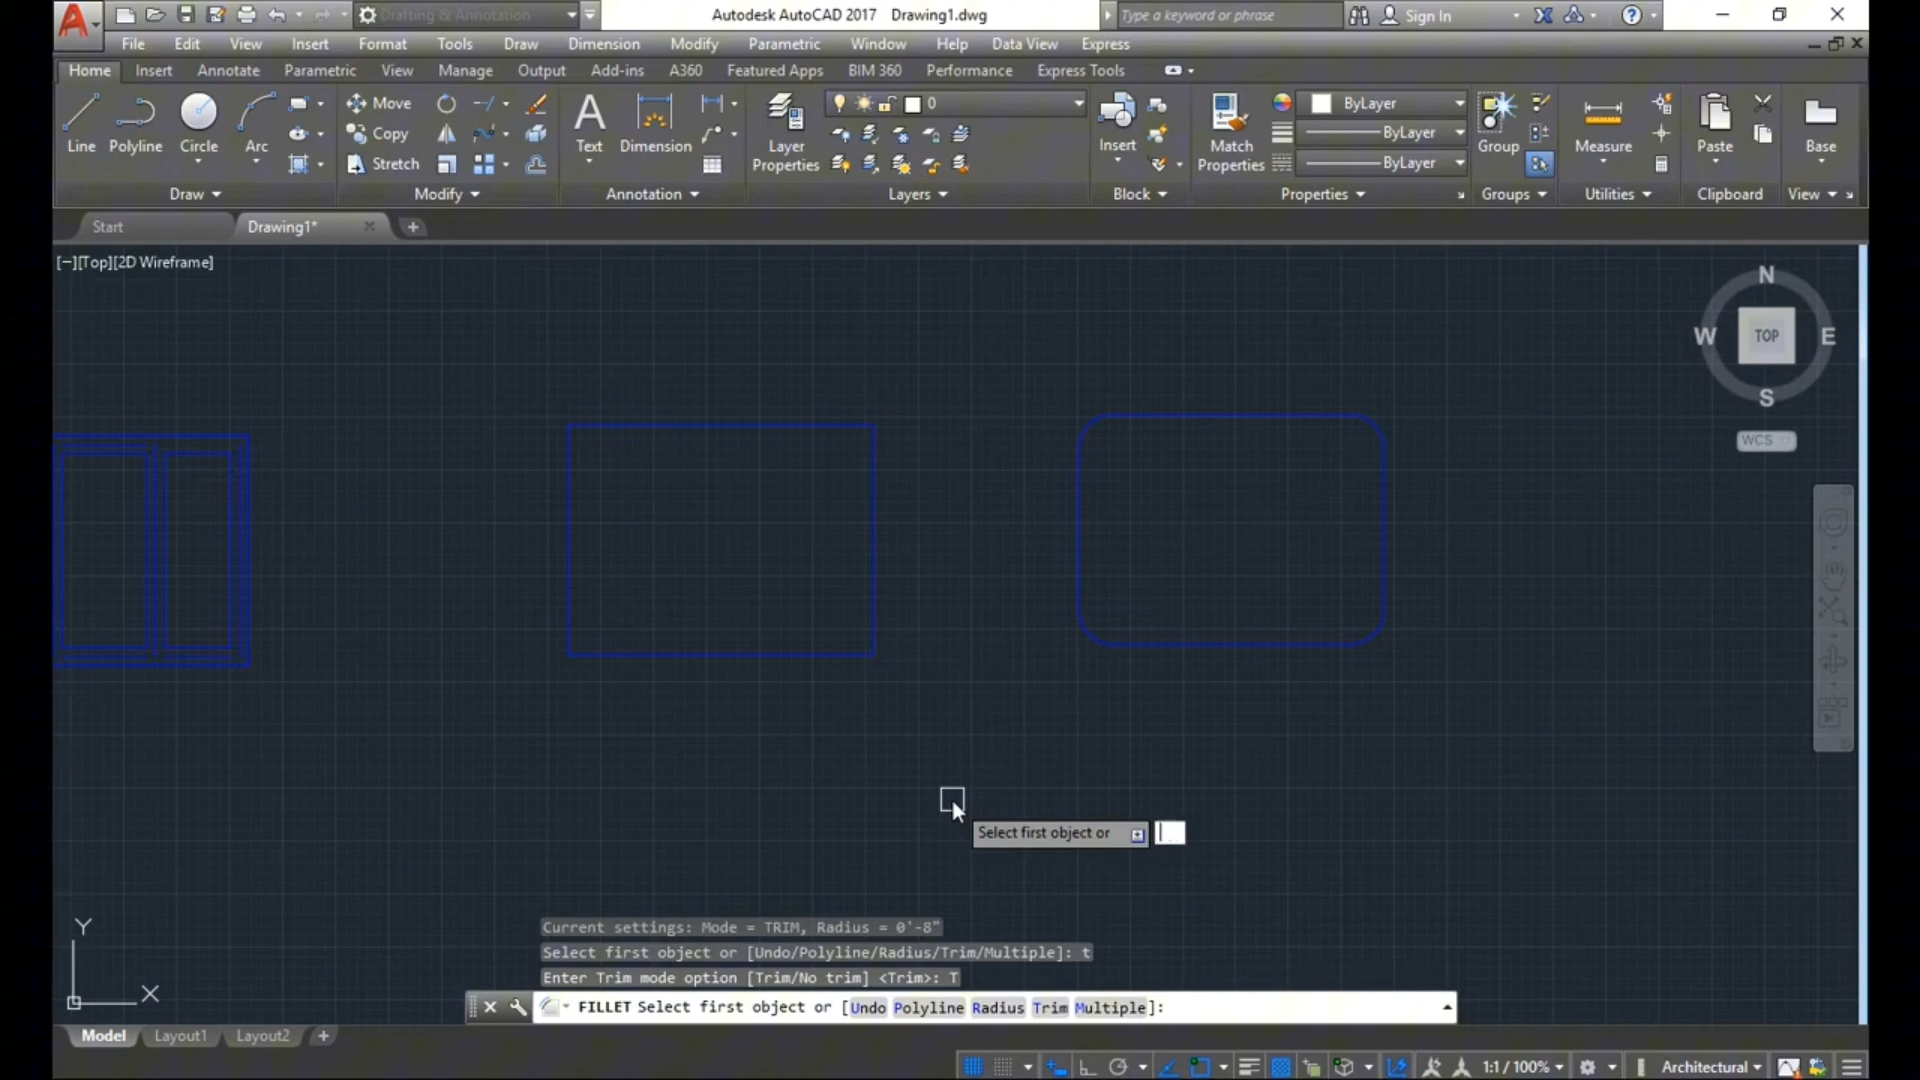 Drafting & Annotation
Autodesk AutoCAD 2017 Drawing1.dwg
Type a keyword or phrase
Sign In
File Edit View Insert Format Tools Draw Dimension Modify Parametric Window Help Data View Express
Home Insert Annotate Parametric View Manage Output Add-ins A360 Featured Apps BIM 360 Performance Express Tools
Line Polyline Circle Arc
Move
Copy
Stretch
Text Dimension
Layer Properties
0
Insert
Match Properties
ByLayer
ByLayer
ByLayer
Group
Measure
Paste
Base
Draw Modify Annotation Layers Block Properties Groups Utilities Clipboard View
Start Drawing1*
[−][Top][2D Wireframe]
N
W TOP E
S
WCS
Select first object or
Current settings: Mode = TRIM, Radius = 0'-8"
Select first object or [Undo/Polyline/Radius/Trim/Multiple]: t
Enter Trim mode option [Trim/No trim] <Trim>: T
FILLET Select first object or [Undo Polyline Radius Trim Multiple]:
Y
X
Model Layout1 Layout2
1:1 / 100% Architectural